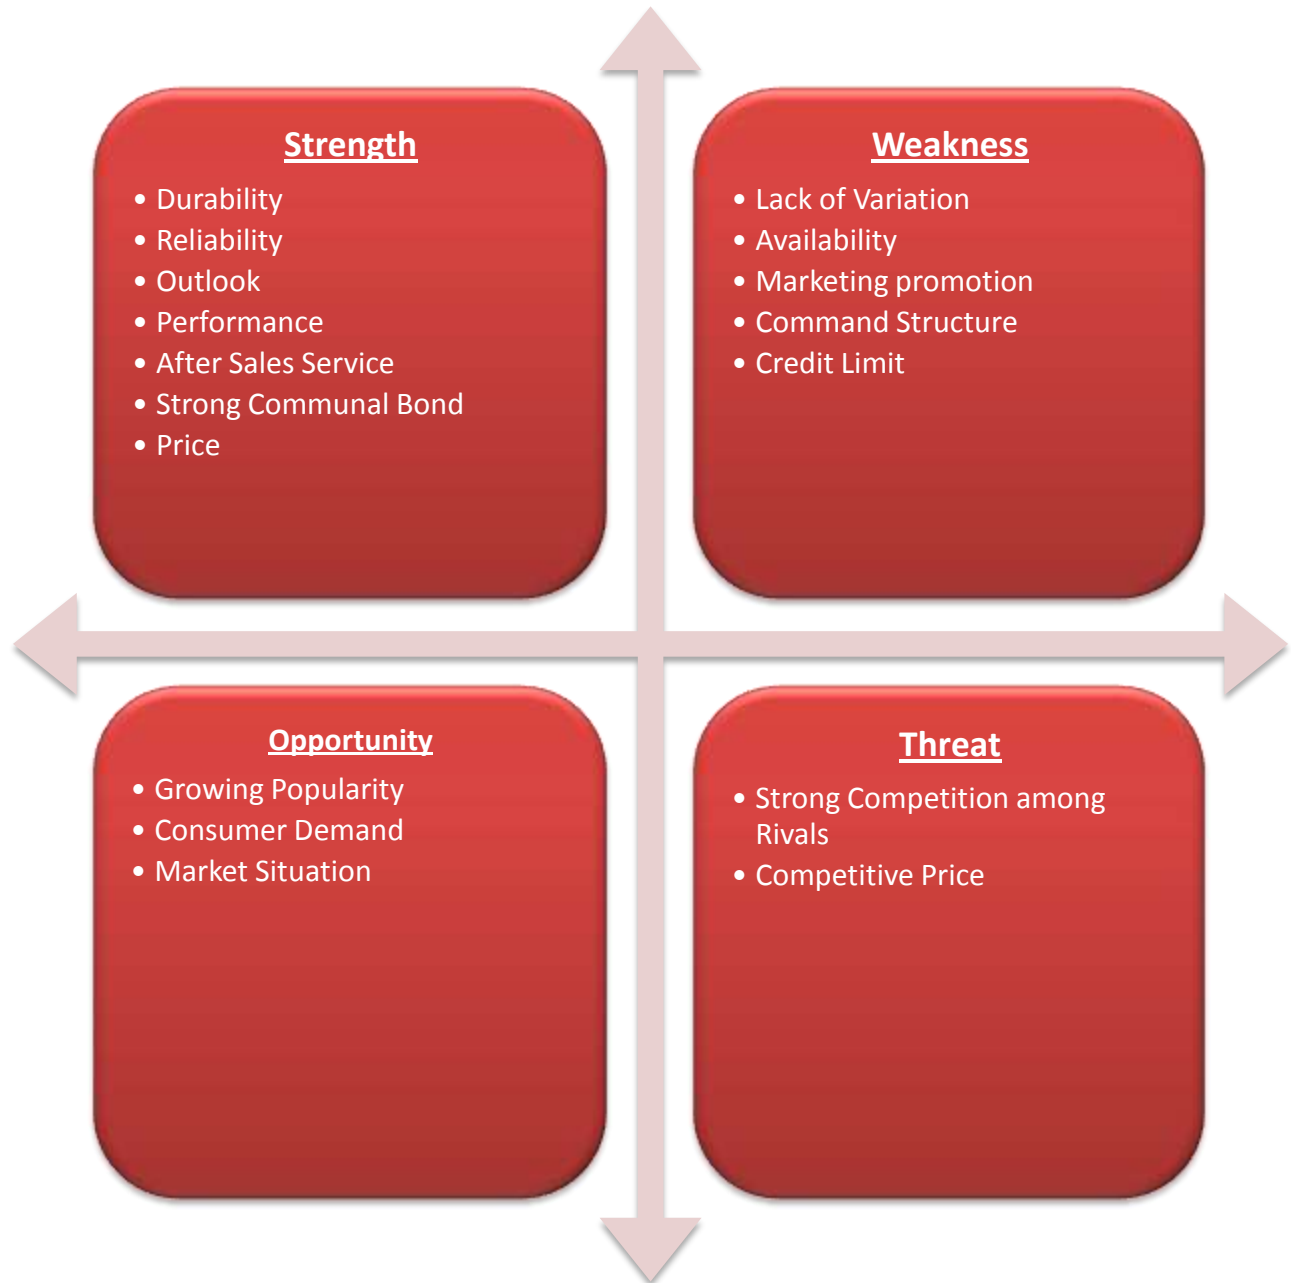 Strength
• Durability
• Reliability
• Outlook
• Performance
• After Sales Service
• Strong Communal Bond
• Price
Weakness
• Lack of Variation
• Availability
• Marketing promotion
• Command Structure
• Credit Limit
Opportunity
• Growing Popularity
• Consumer Demand
• Market Situation
Threat
• Strong Competition among
Rivals
• Competitive Price